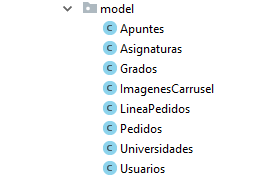 model
Apuntes
Asignaturas
Grados
ImagenesCarrusel
LineaPedidos
Pedidos
Universidades
Usuarios